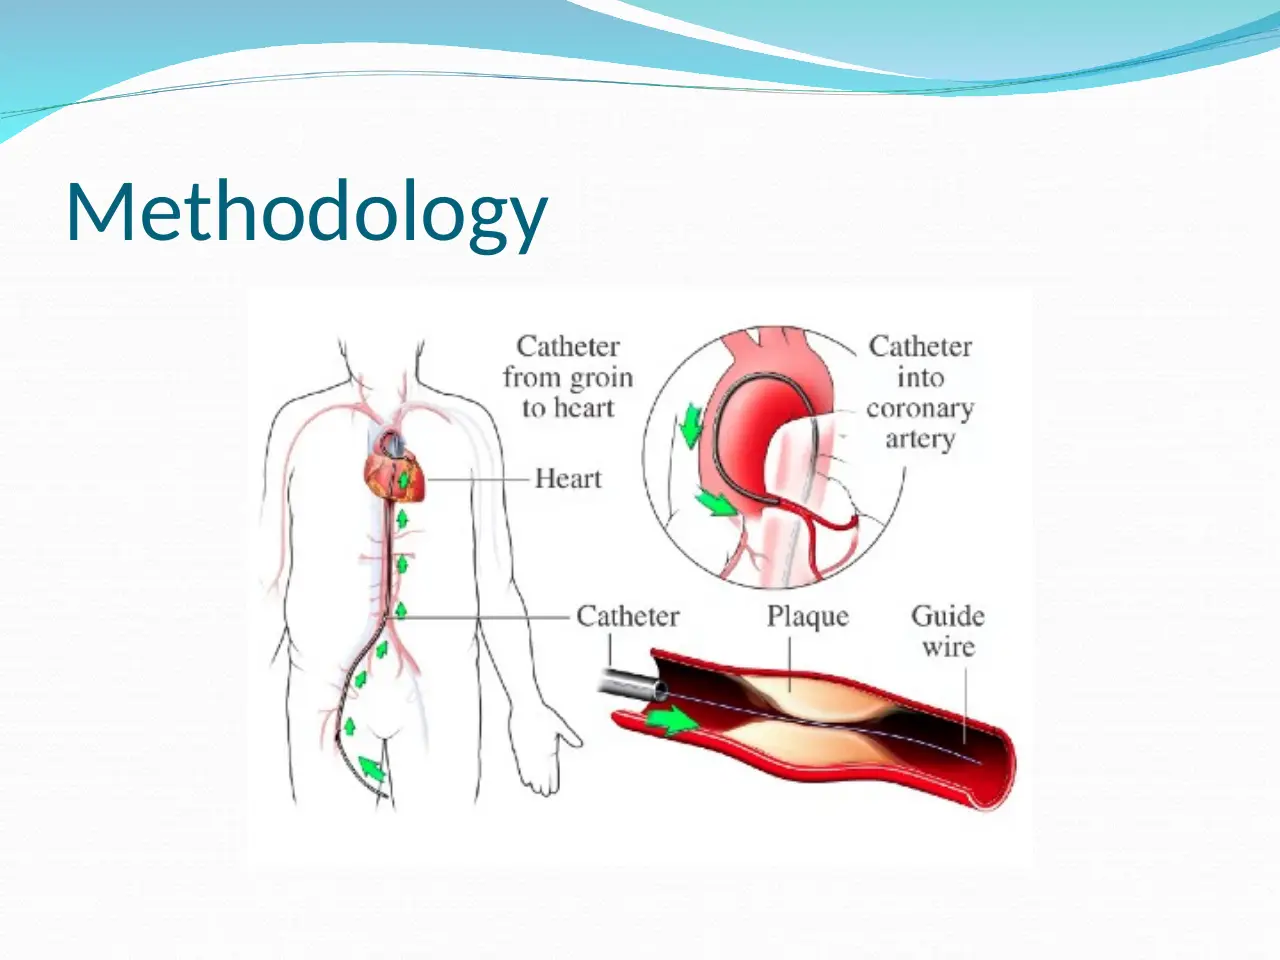 Methodology
Catheter
from groin
to heart
Catheter
into
coronary
artery
Heart
Catheter
Plaque
Guide
wire